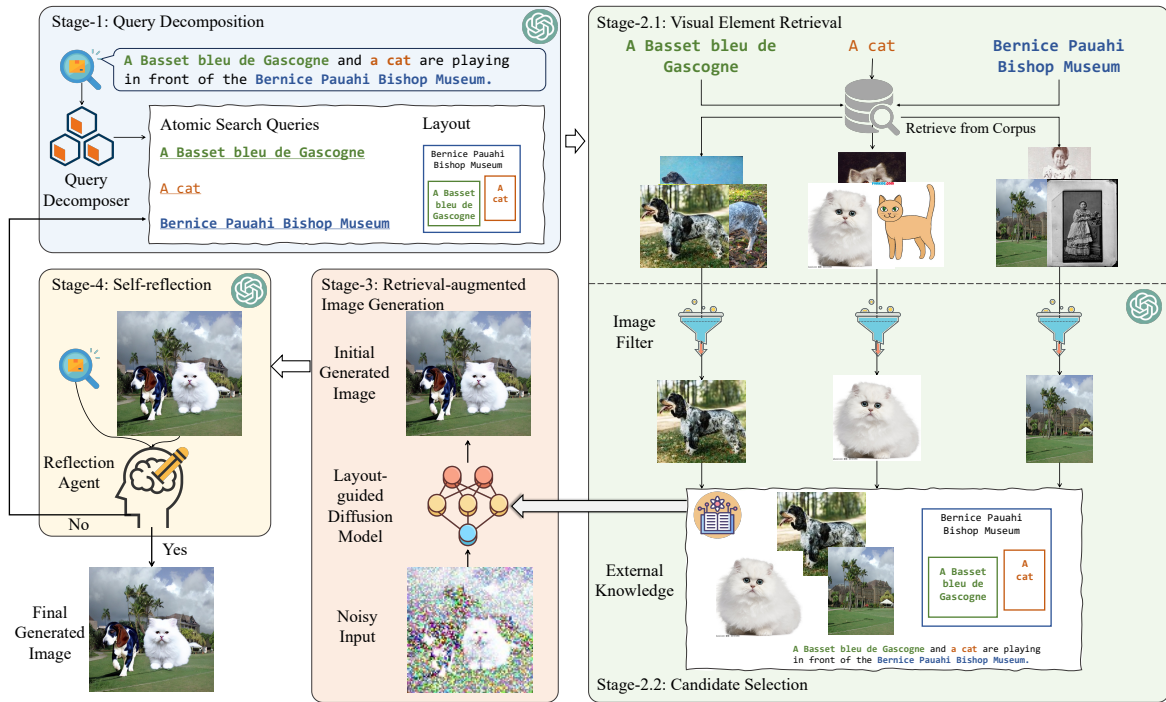 Stage-1: Query Decomposition
A Basset bleu de Gascogne and a cat are playing
in front of the Bernice Pauahi Bishop Museum.
Query
Decomposer
Atomic Search Queries
A Basset bleu de Gascogne
A cat
Bernice Pauahi Bishop Museum
Layout
Bernice Pauahi
Bishop Museum
A Basset
bleu de
Gascogne
A
cat
Stage-2.1: Visual Element Retrieval
A Basset bleu de
Gascogne
A cat
Bernice Pauahi
Bishop Museum
Retrieve from Corpus
Image
Filter
External
Knowledge
Bernice Pauahi
Bishop Museum
A Basset
bleu de
Gascogne
A
cat
A Basset bleu de Gascogne and a cat are playing
in front of the Bernice Pauahi Bishop Museum.
Stage-2.2: Candidate Selection
Stage-3: Retrieval-augmented
Image Generation
Initial
Generated
Image
Layout-
guided
Diffusion
Model
Noisy
Input
Stage-4: Self-reflection
Reflection
Agent
No
Yes
Final
Generated
Image